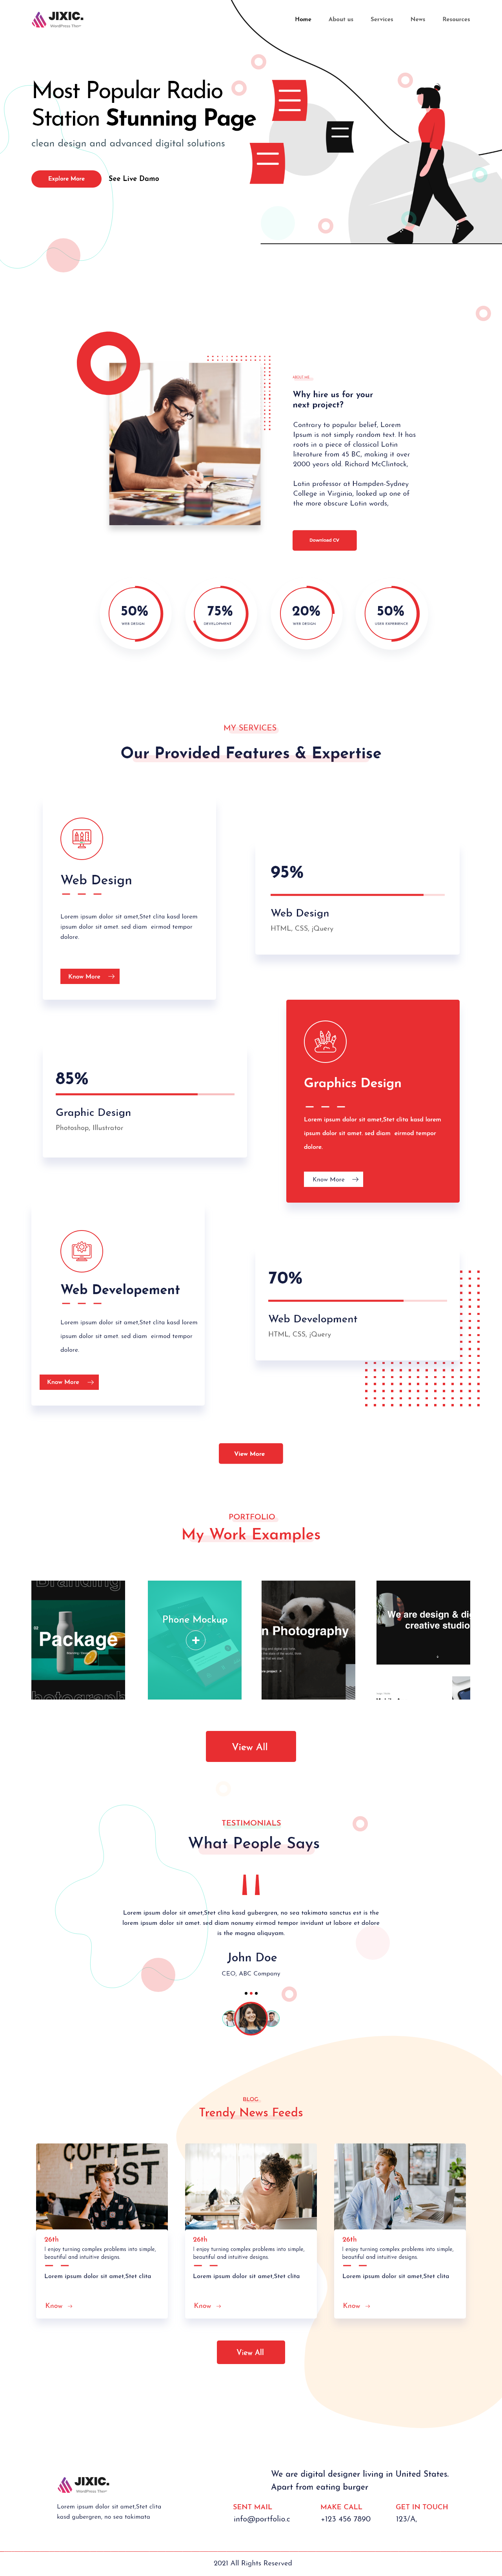 JIXIC.
WordPress Them
Home About us Services News Resources
Most Popular Radio
Station Stunning Page
clean design and advanced digital solutions
Explore More See Live Damo
Why hire us for your
next project?
Contrary to popular belief, Lorem
Ipsum is not simply random text. It has
roots in a piece of classical Latin
literature from 45 BC, making it over
2000 years old. Richard McClintock,
Latin professor at Hampden-Sydney
College in Virginia, looked up one of
the more obscure Latin words,
Download CV
50% 75% 20% 50%
WEB DESIGN DEVELOPMENT WEB DESIGN USER EXPERIENCE
MY SERVICES
Our Provided Features & Expertise
Web Design
Lorem ipsum dolor sit amet,Stet clita kasd lorem
ipsum dolor sit amet. sed diam eirmod tempor
dolore.
Know More
95%
Web Design
HTML, CSS, jQuery
85%
Graphic Design
Photoshop, Illustrator
Graphics Design
Lorem ipsum dolor sit amet,Stet clita kasd lorem
ipsum dolor sit amet. sed diam eirmod tempor
dolore.
Know More
Web Developement
Lorem ipsum dolor sit amet,Stet clita kasd lorem
ipsum dolor sit amet. sed diam eirmod tempor
dolore.
Know More
70%
Web Development
HTML, CSS, jQuery
View More
PORTFOLIO
My Work Examples
Branding
Package
hotograph
Phone Mockup
n Photography
We are design & di
creative studio
View All
TESTIMONIALS
What People Says
Lorem ipsum dolor sit amet,Stet clita kasd gubergren, no sea takimata sanctus est is the
lorem ipsum dolor sit amet. sed diam nonumy eirmod tempor invidunt ut labore et dolore
is the magna aliquyam.
John Doe
CEO, ABC Company
BLOG
Trendy News Feeds
COFFEE
FIRST
26th
I enjoy turning complex problems into simple,
beautiful and intuitive designs.
Lorem ipsum dolor sit amet,Stet clita
Know
26th
I enjoy turning complex problems into simple,
beautiful and intuitive designs.
Lorem ipsum dolor sit amet,Stet clita
Know
26th
I enjoy turning complex problems into simple,
beautiful and intuitive designs.
Lorem ipsum dolor sit amet,Stet clita
Know
View All
JIXIC.
WordPress Them
Lorem ipsum dolor sit amet,Stet clita
kasd gubergren, no sea takimata
We are digital designer living in United States.
Apart from eating burger
SENT MAIL MAKE CALL GET IN TOUCH
info@portfolio.c +123 456 7890 123/A,
2021 All Rights Reserved